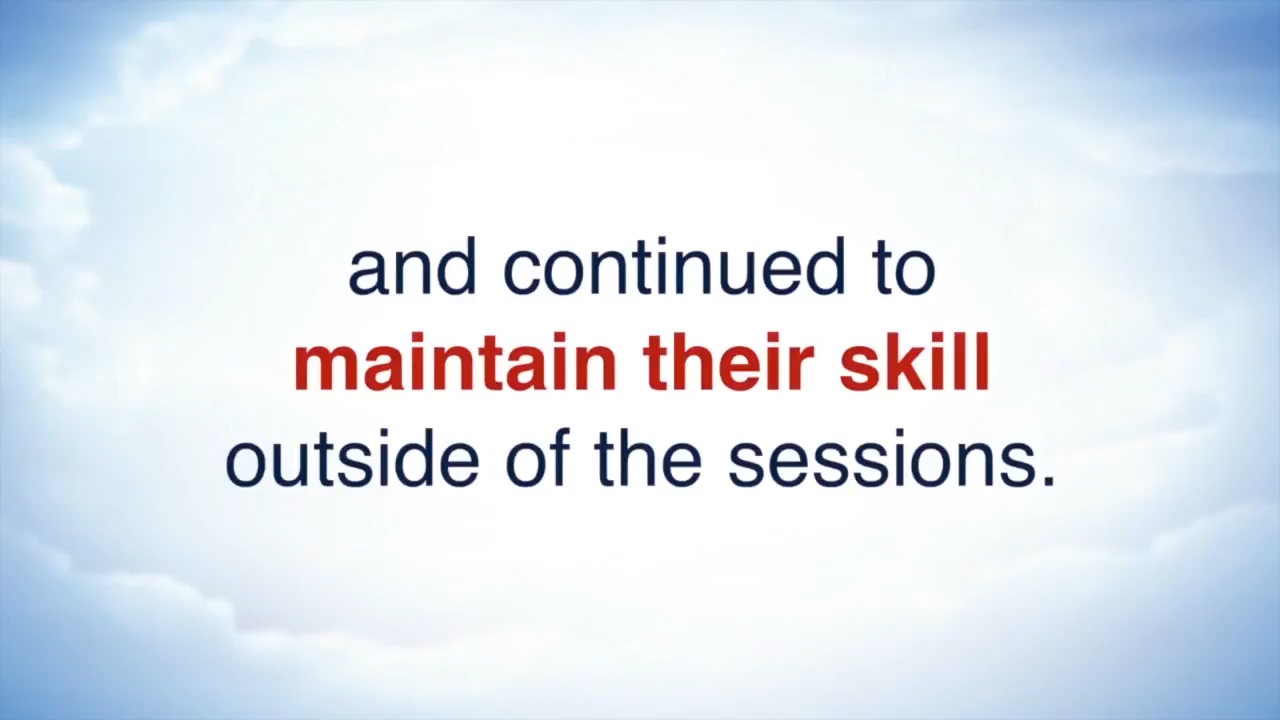 and continued to
maintain their skill
outside of the sessions.